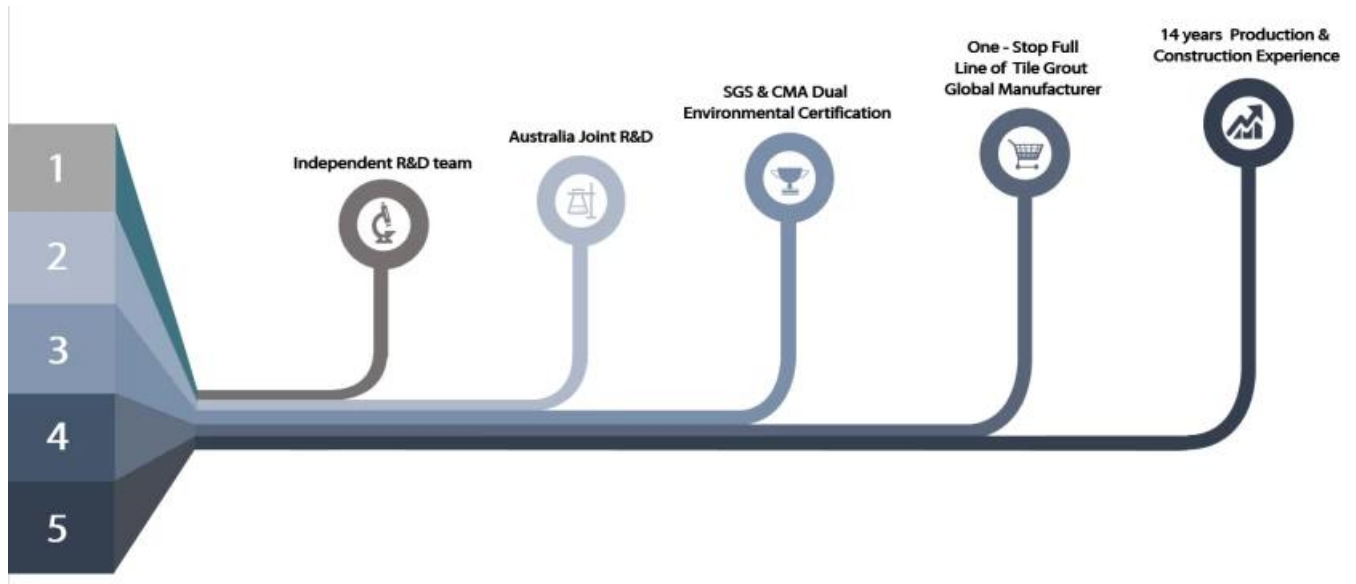 1
2
3
4
5
Independent R&D team
Australia Joint R&D
SGS & CMA Dual
Environmental Certification
One - Stop Full
Line of Tile Grout
Global Manufacturer
14 years Production &
Construction Experience